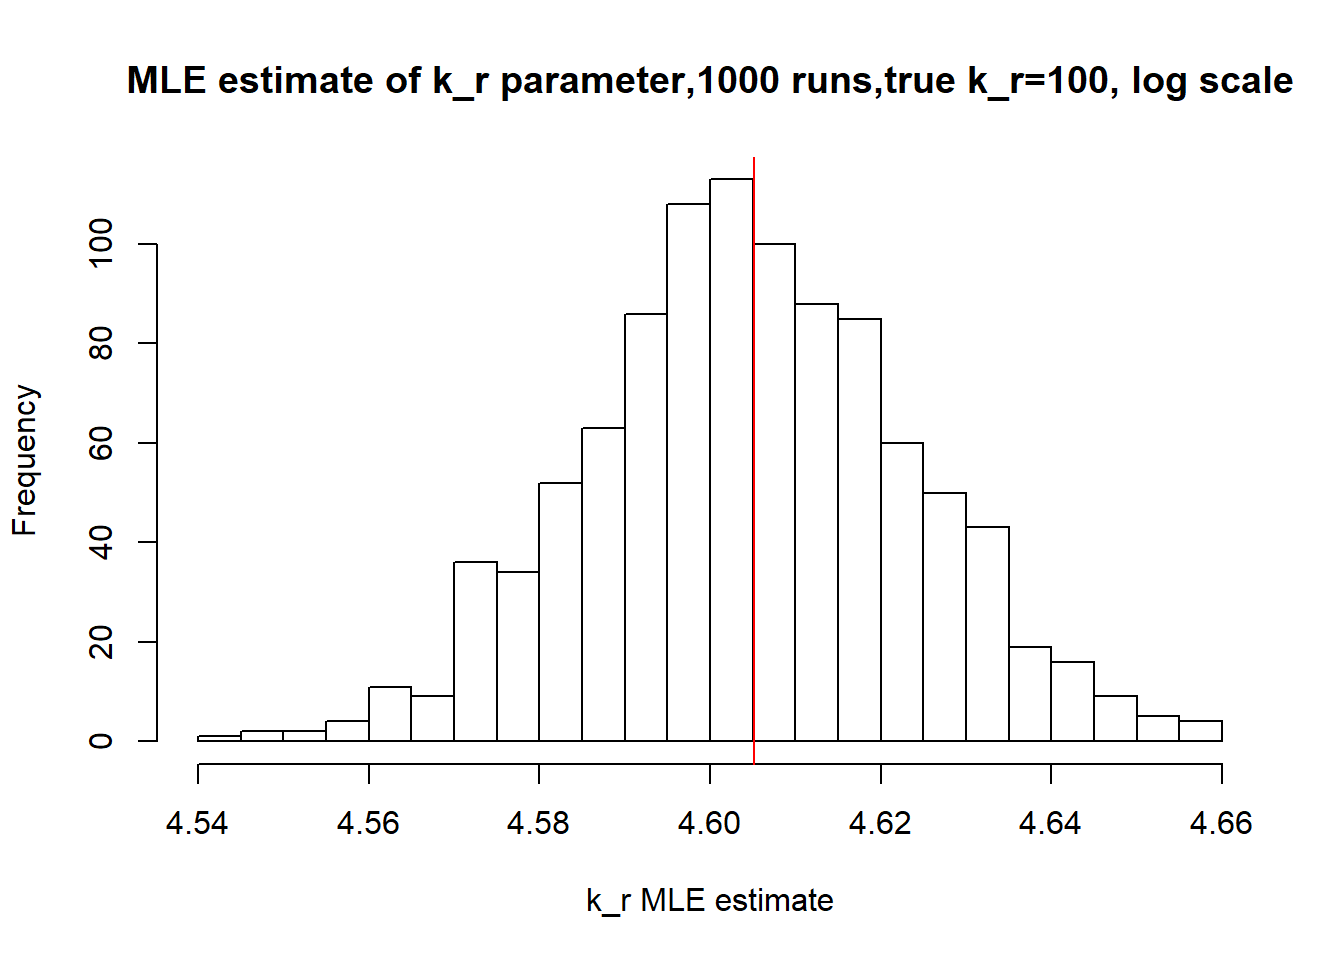 MLE estimate of k_r parameter,1000 runs,true k_r=100, log scale
Frequency
100
80
60
40
20
0
4.54 4.56 4.58 4.60 4.62 4.64 4.66
k_r MLE estimate